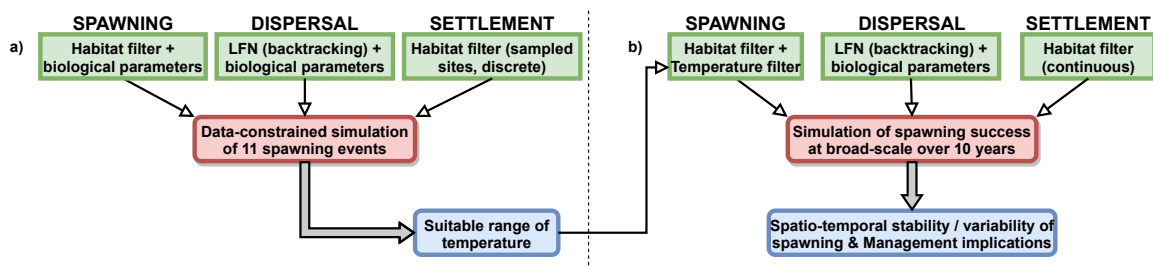 SPAWNING
DISPERSAL
SETTLEMENT
a)
Habitat filter +
biological parameters
LFN (backtracking) +
biological parameters
Habitat filter (sampled
sites, discrete)
Data-constrained simulation
of 11 spawning events
Suitable range of
temperature
SPAWNING
DISPERSAL
SETTLEMENT
b)
Habitat filter +
Temperature filter
LFN (backtracking) +
biological parameters
Habitat filter
(continuous)
Simulation of spawning success
at broad-scale over 10 years
Spatio-temporal stability / variability of
spawning & Management implications